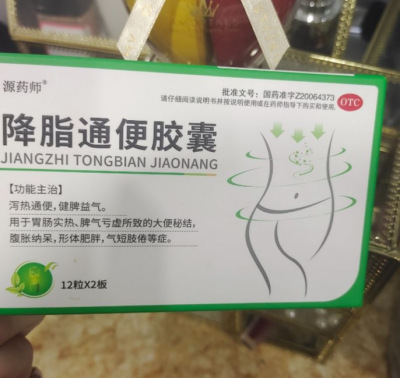 源药师®
批准文号：国药准字Z20064373
请仔细阅读说明书并按说明使用或在药师指导下购买和使用。
OTC
降脂通便胶囊
JIANGZHI TONGBIAN JIAONANG
【功能主治】
泻热通便，健脾益气。
用于胃肠实热、脾气亏虚所致的大便秘结，
腹胀纳呆，形体肥胖，气短肢倦等症。
12粒X2板